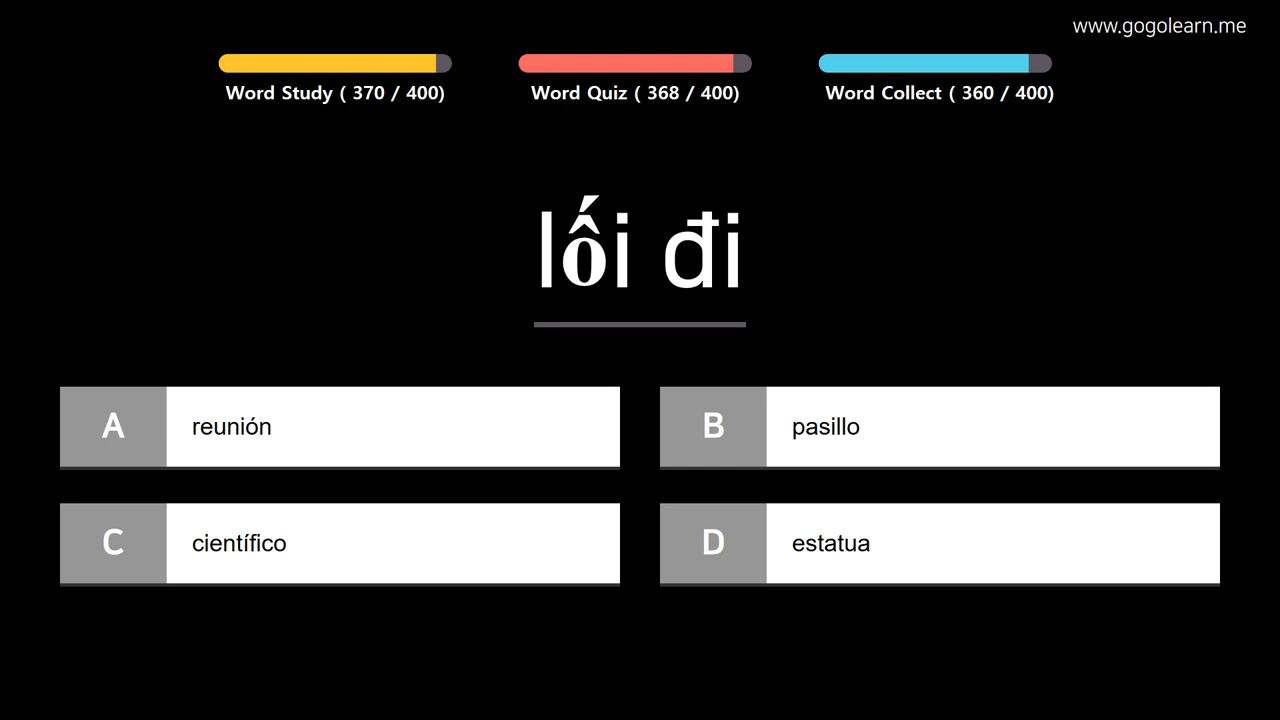 www.gogolearn.me
Word Study ( 370 / 400)
Word Quiz ( 368 / 400)
Word Collect ( 360 / 400)
lối đi
A reunión
B pasillo
C científico
D estatua